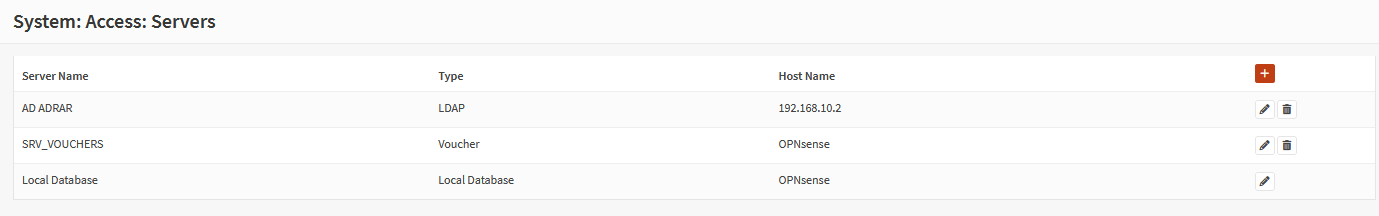 System: Access: Servers
Server Name Type Host Name
AD ADRAR LDAP 192.168.10.2
SRV_VOUCHERS Voucher OPNsense
Local Database Local Database OPNsense